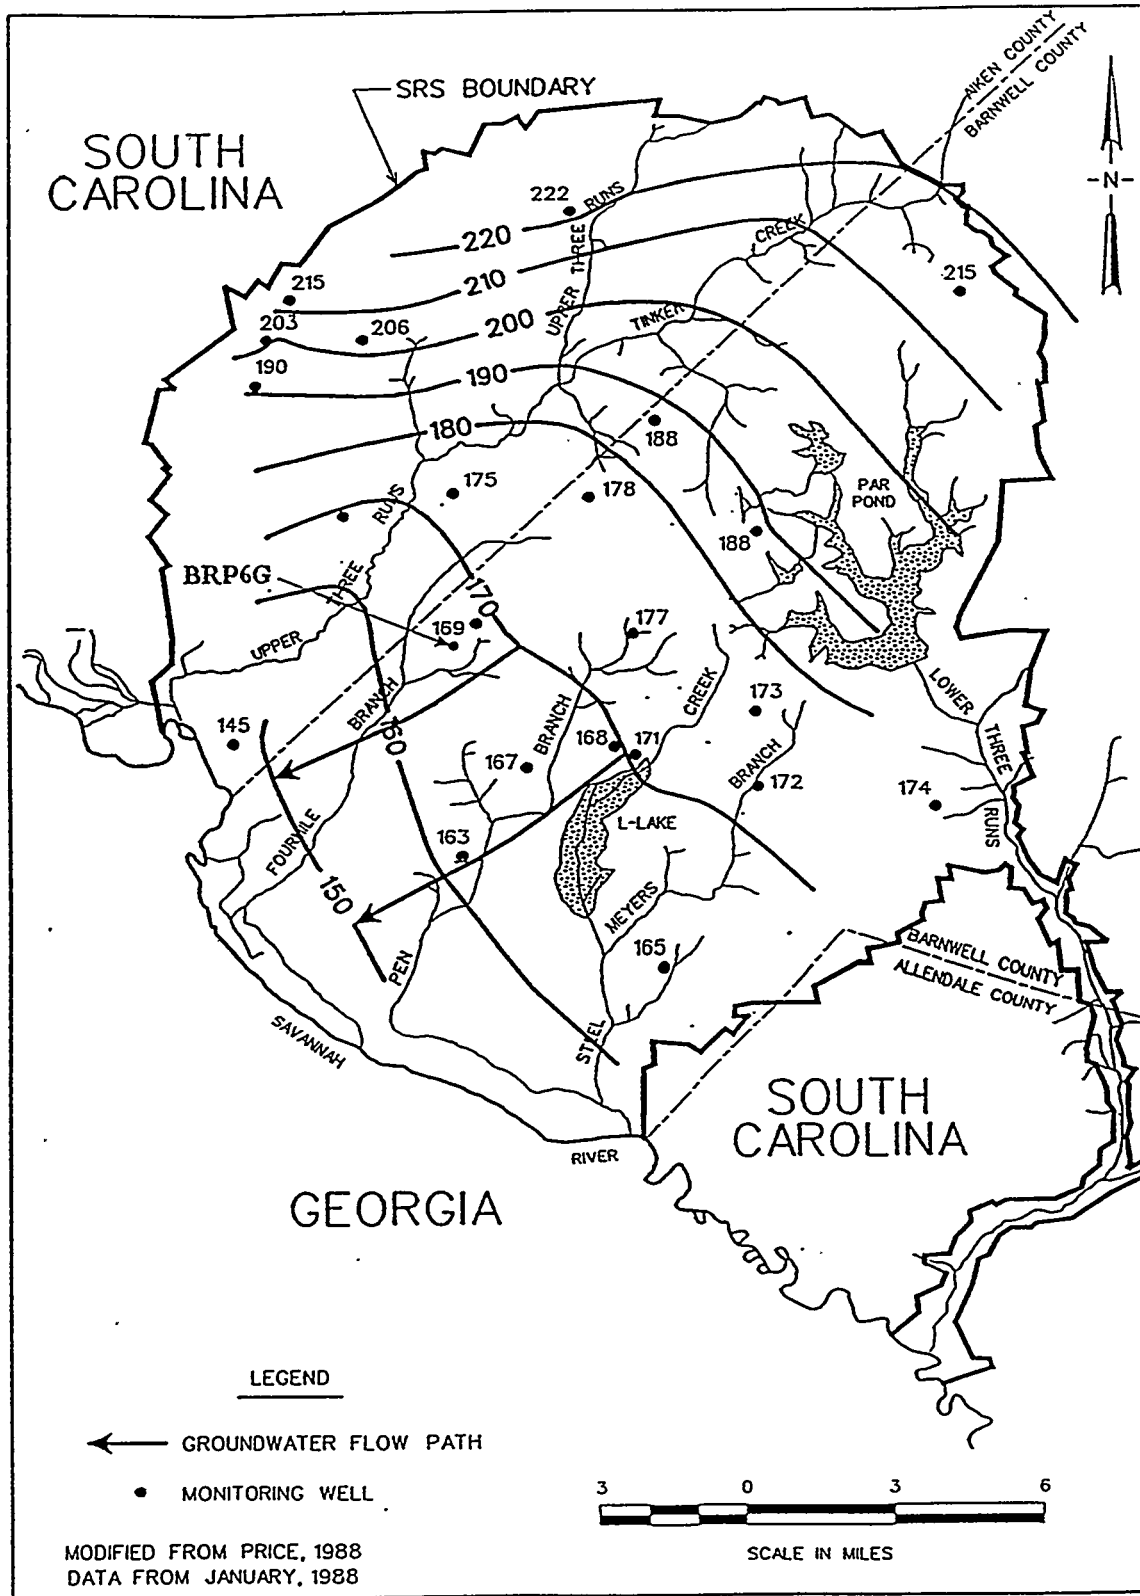 SRS BOUNDARY
AIKEN COUNTY
BARNWELL COUNTY
SOUTH
CAROLINA
N
222
RUNS
220
THREE
UPPER
CREEK
TINKER
215
210
215
203
206
200
190
190
180
188
175
178
188
PAR
POND
RUNS
THREE
UPPER
BRP6G
170
169
177
160
BRANCH
FOURMILE
145
BRANCH
PEN
167
168
171
CREEK
STEEL
173
172
BRANCH
MEYERS
174
LOWER
THREE
RUNS
L-LAKE
163
150
165
BARNWELL COUNTY
ALLENDALE COUNTY
SAVANNAH
RIVER
SOUTH
CAROLINA
GEORGIA
LEGEND
GROUNDWATER FLOW PATH
MONITORING WELL
3 0 3 6
SCALE IN MILES
MODIFIED FROM PRICE, 1988
DATA FROM JANUARY, 1988